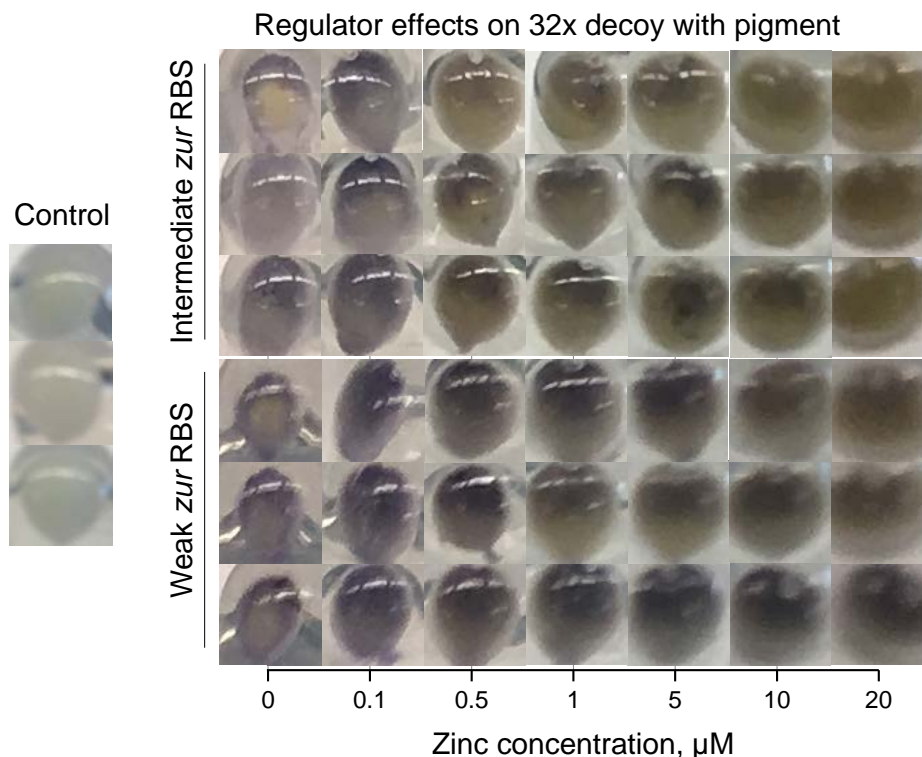 Regulator effects on 32x decoy with pigment
Control
Intermediate zur RBS
Weak zur RBS
0 0.1 0.5 1 5 10 20
Zinc concentration, µM